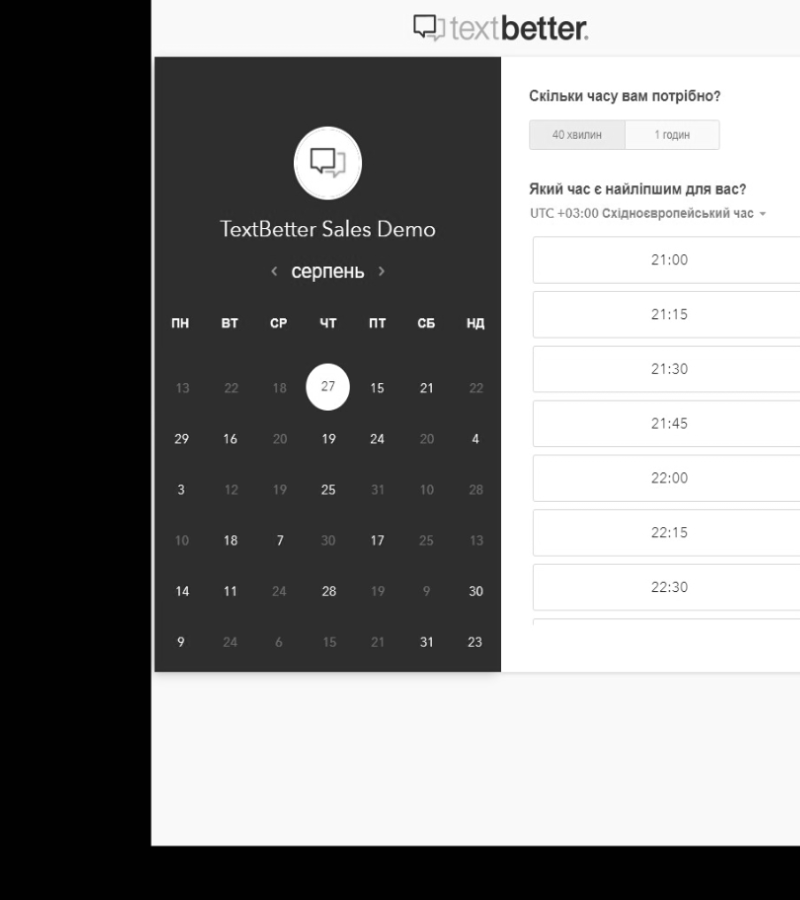 textbetter.
TextBetter Sales Demo
< серпень >
ПН ВТ СР ЧТ ПТ СБ НД
13 22 18 27 15 21 22
29 16 20 19 24 20 4
3 12 19 25 31 10 28
10 18 7 30 17 25 13
14 11 24 28 19 9 30
9 24 6 15 21 31 23
Скільки часу вам потрібно?
40 хвилин 1 годин
Який час є найліпшим для вас?
UTC +03:00 Східноєвропейський час
21:00
21:15
21:30
21:45
22:00
22:15
22:30